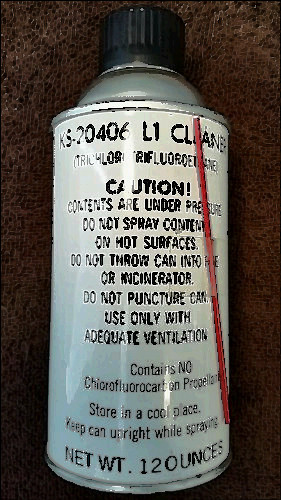 KS-20406 L1 CLEANER
(TRICHLOROTRIFLUOROETHANE)
CAUTION!
CONTENTS ARE UNDER PRESSURE
DO NOT SPRAY CONTENTS
ON HOT SURFACES.
DO NOT THROW CAN INTO FIRE
OR INCINERATOR.
DO NOT PUNCTURE CAN.
USE ONLY WITH
ADEQUATE VENTILATION
Contains NO
Chlorofluorocarbon Propellant
Store in a cool place.
Keep can upright while spraying.
NET WT. 12 OUNCES